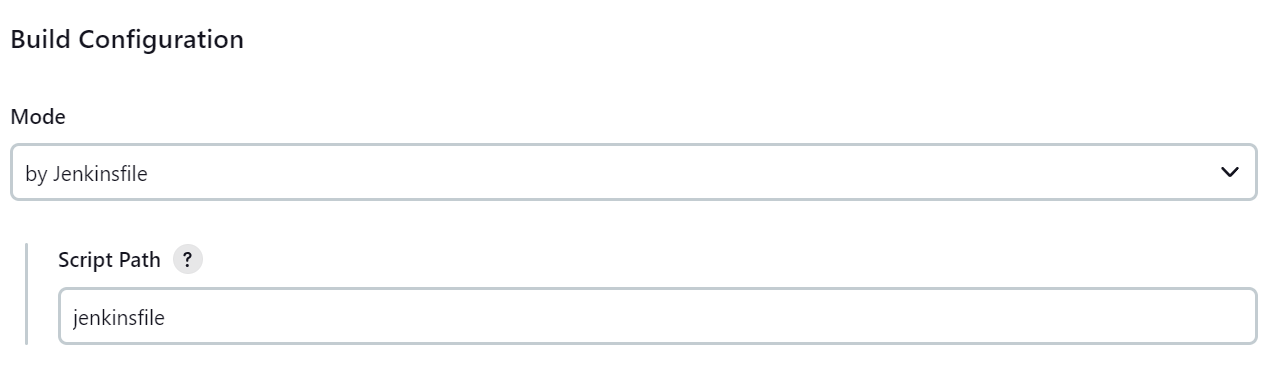 Build Configuration
Mode
by Jenkinsfile
Script Path ?
jenkinsfile